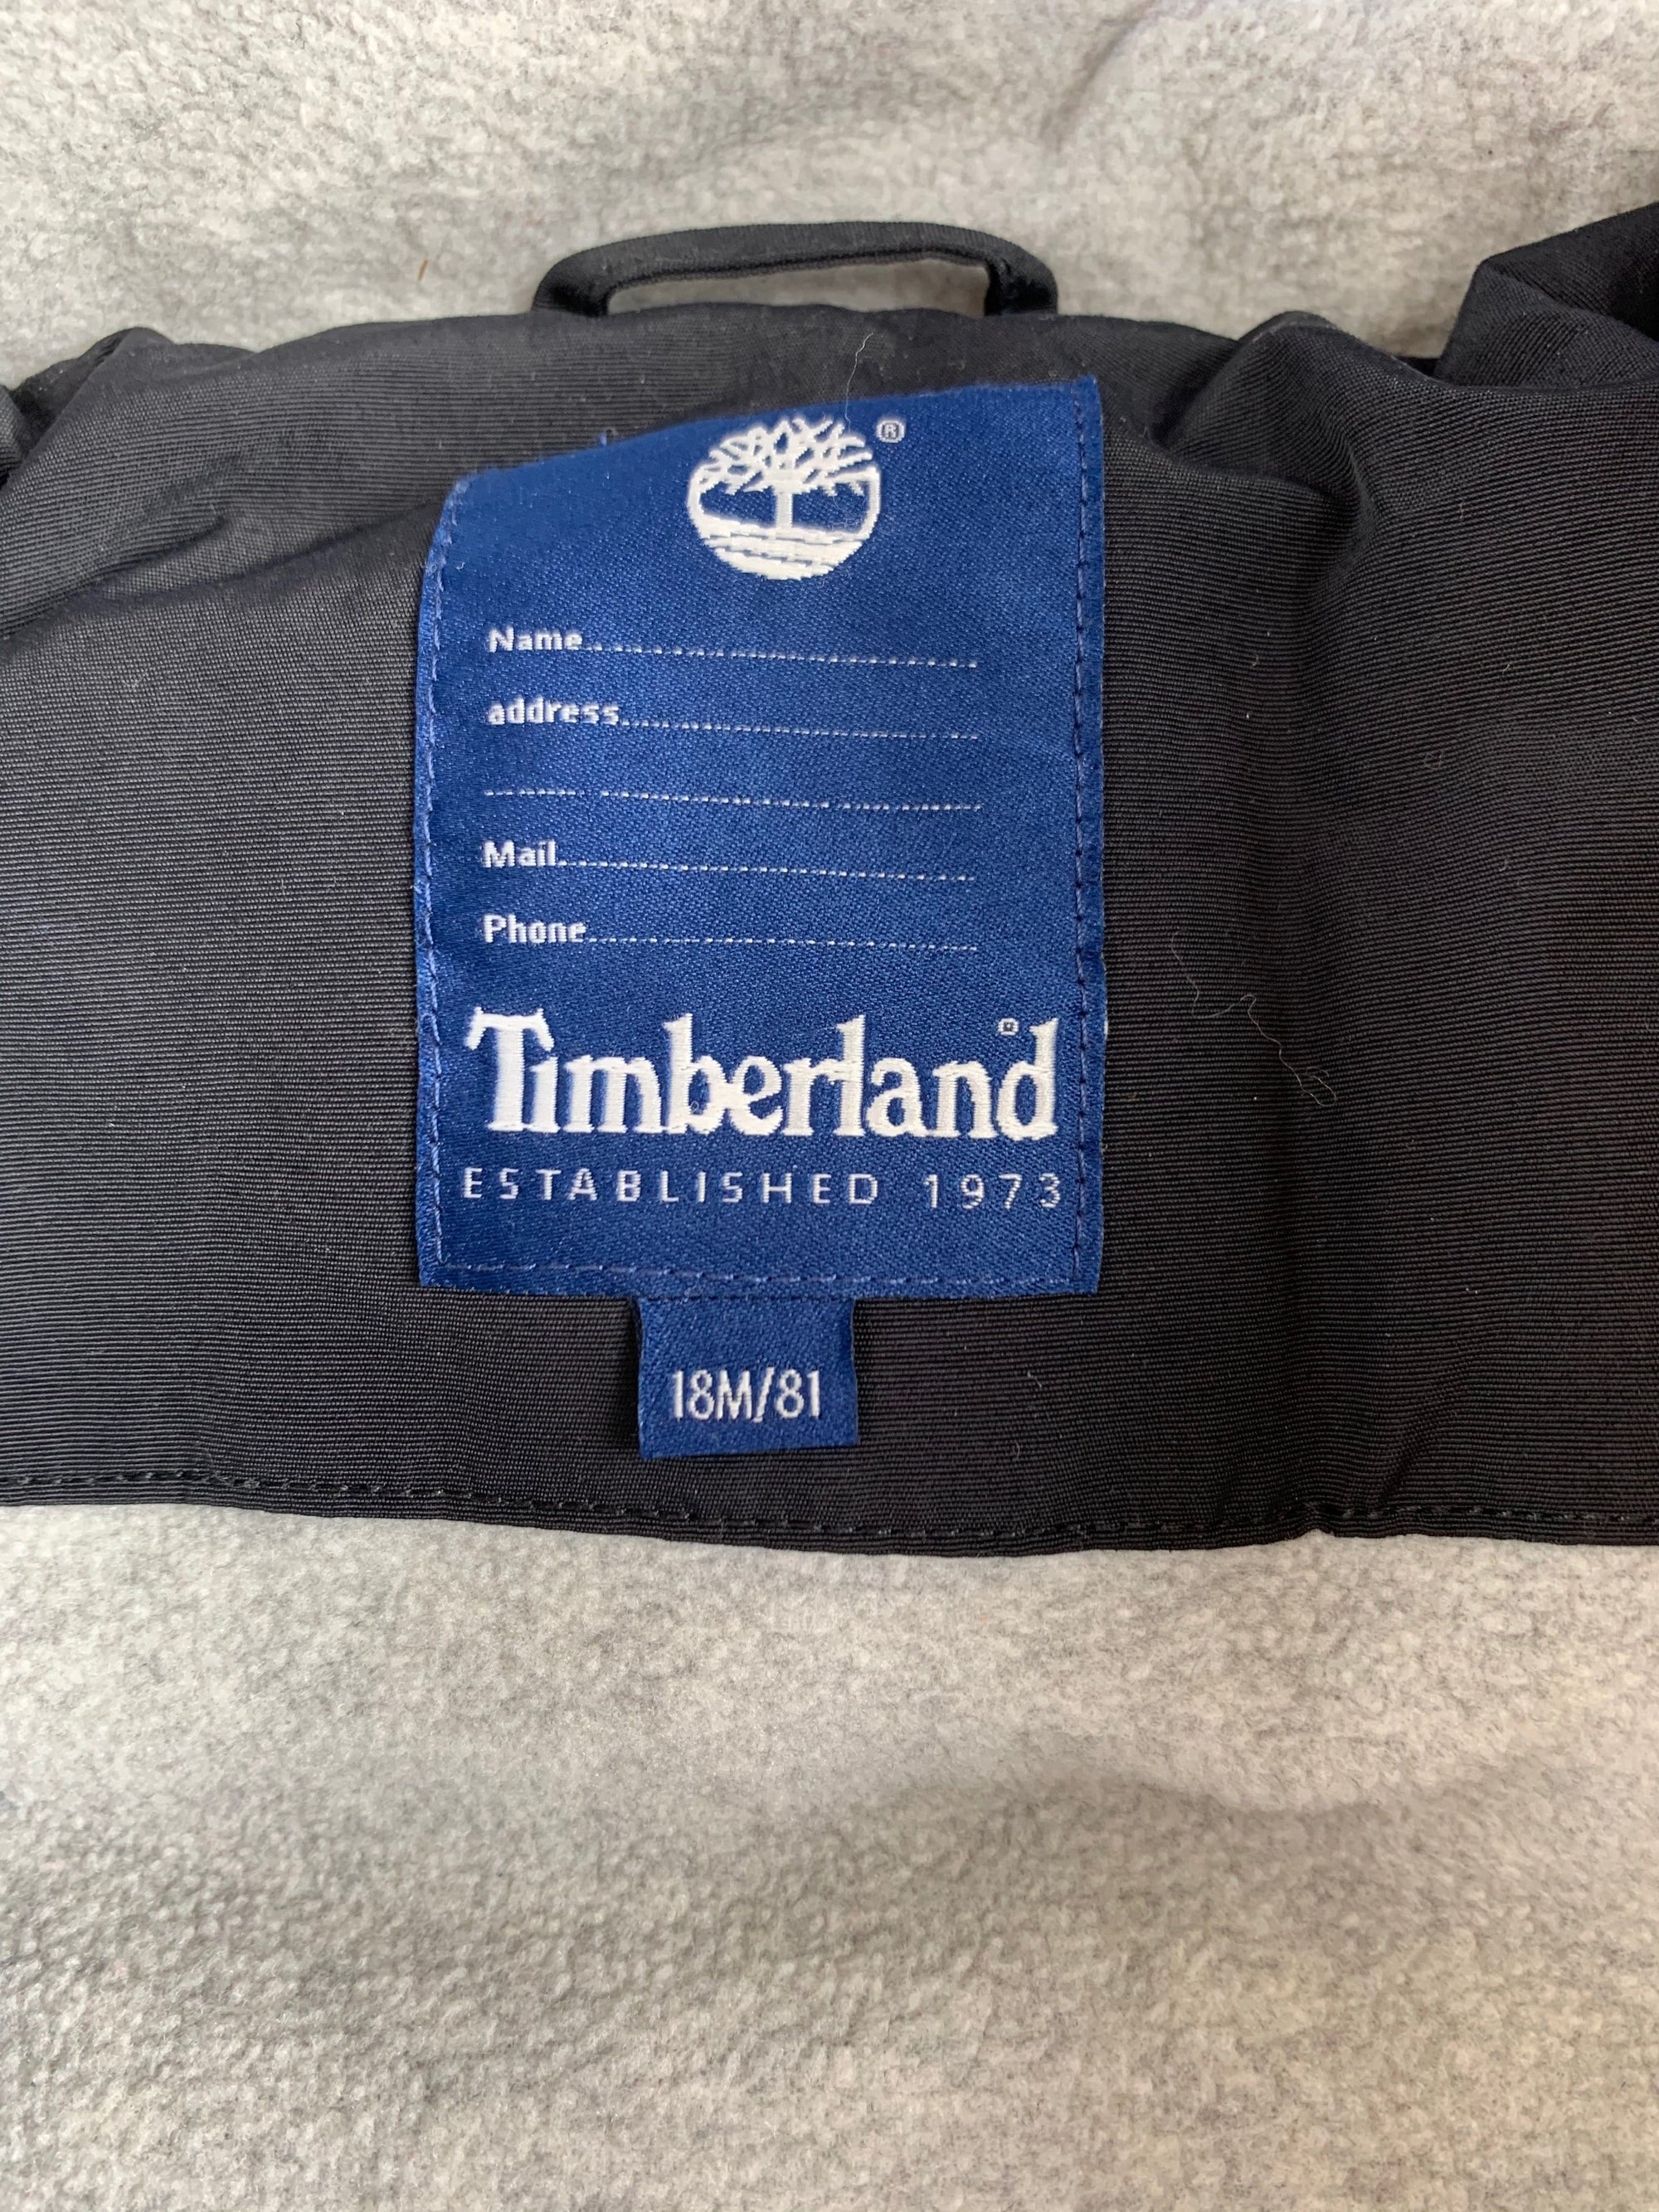 ®
Name
address
Mail
Phone
Timberland®
ESTABLISHED 1973
18M/81